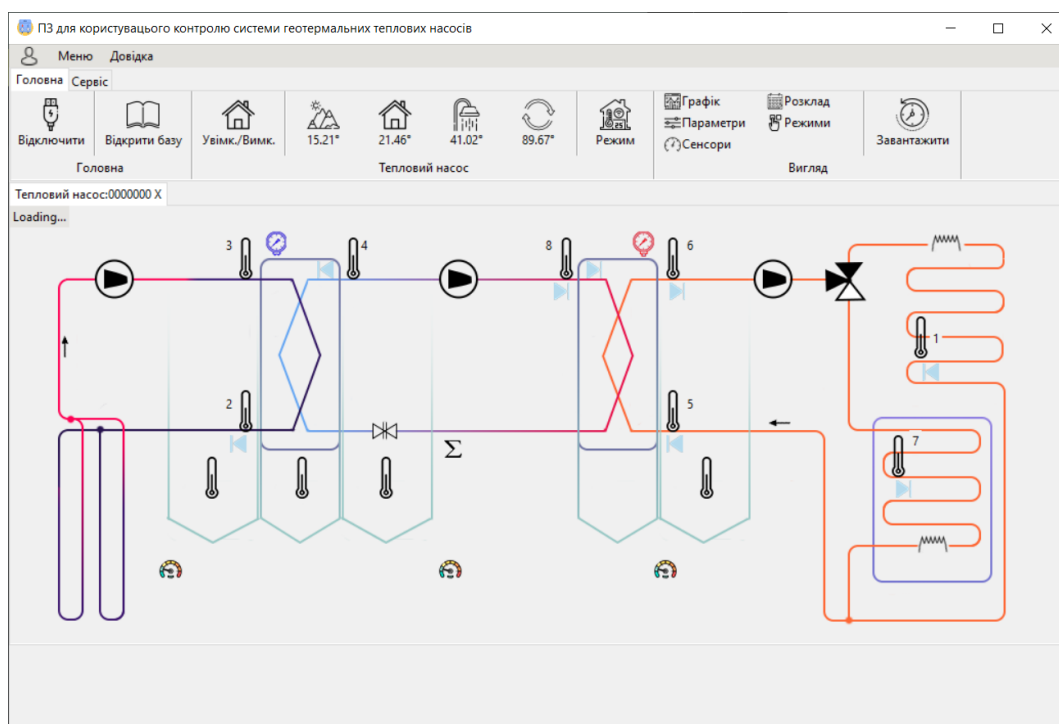 ПЗ для користувацього контролю системи геотермальних теплових насосів
Меню Довідка
Головна Сервіс
Відключити Відкрити базу Увімк./Вимк. 15.21° 21.46° 41.02° 89.67° Режим Графік Розклад Завантажити
Параметри Режими
Сенсори
Головна Тепловий насос Вигляд
Тепловий насос:0000000 X
Loading...
3 4 8 6
1
2 5
7
Σ